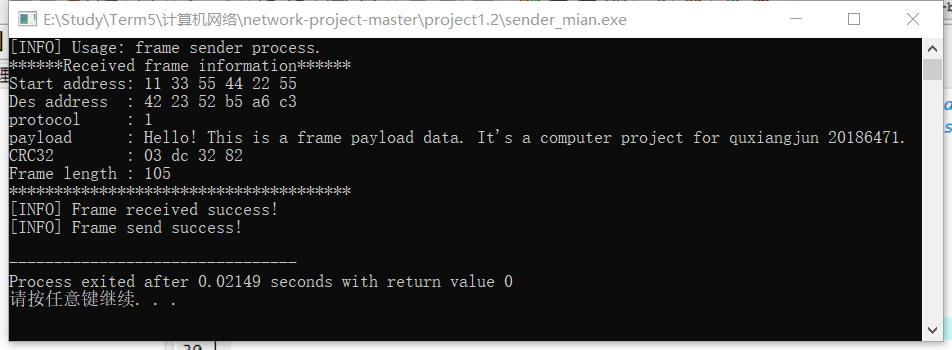 E:\Study\Term5\计算机网络\network-project-master\project1.2\sender_mian.exe
[INFO] Usage: frame sender process.
******Received frame information******
Start address: 11 33 55 44 22 55
Des address  : 42 23 52 b5 a6 c3
protocol     : 1
payload      : Hello! This is a frame payload data. It's a computer project for quxiangjun 20186471.
CRC32        : 03 dc 32 82
Frame length : 105
**************************************
[INFO] Frame received success!
[INFO] Frame send success!
--------------------------------
Process exited after 0.02149 seconds with return value 0
请按任意键继续. . .